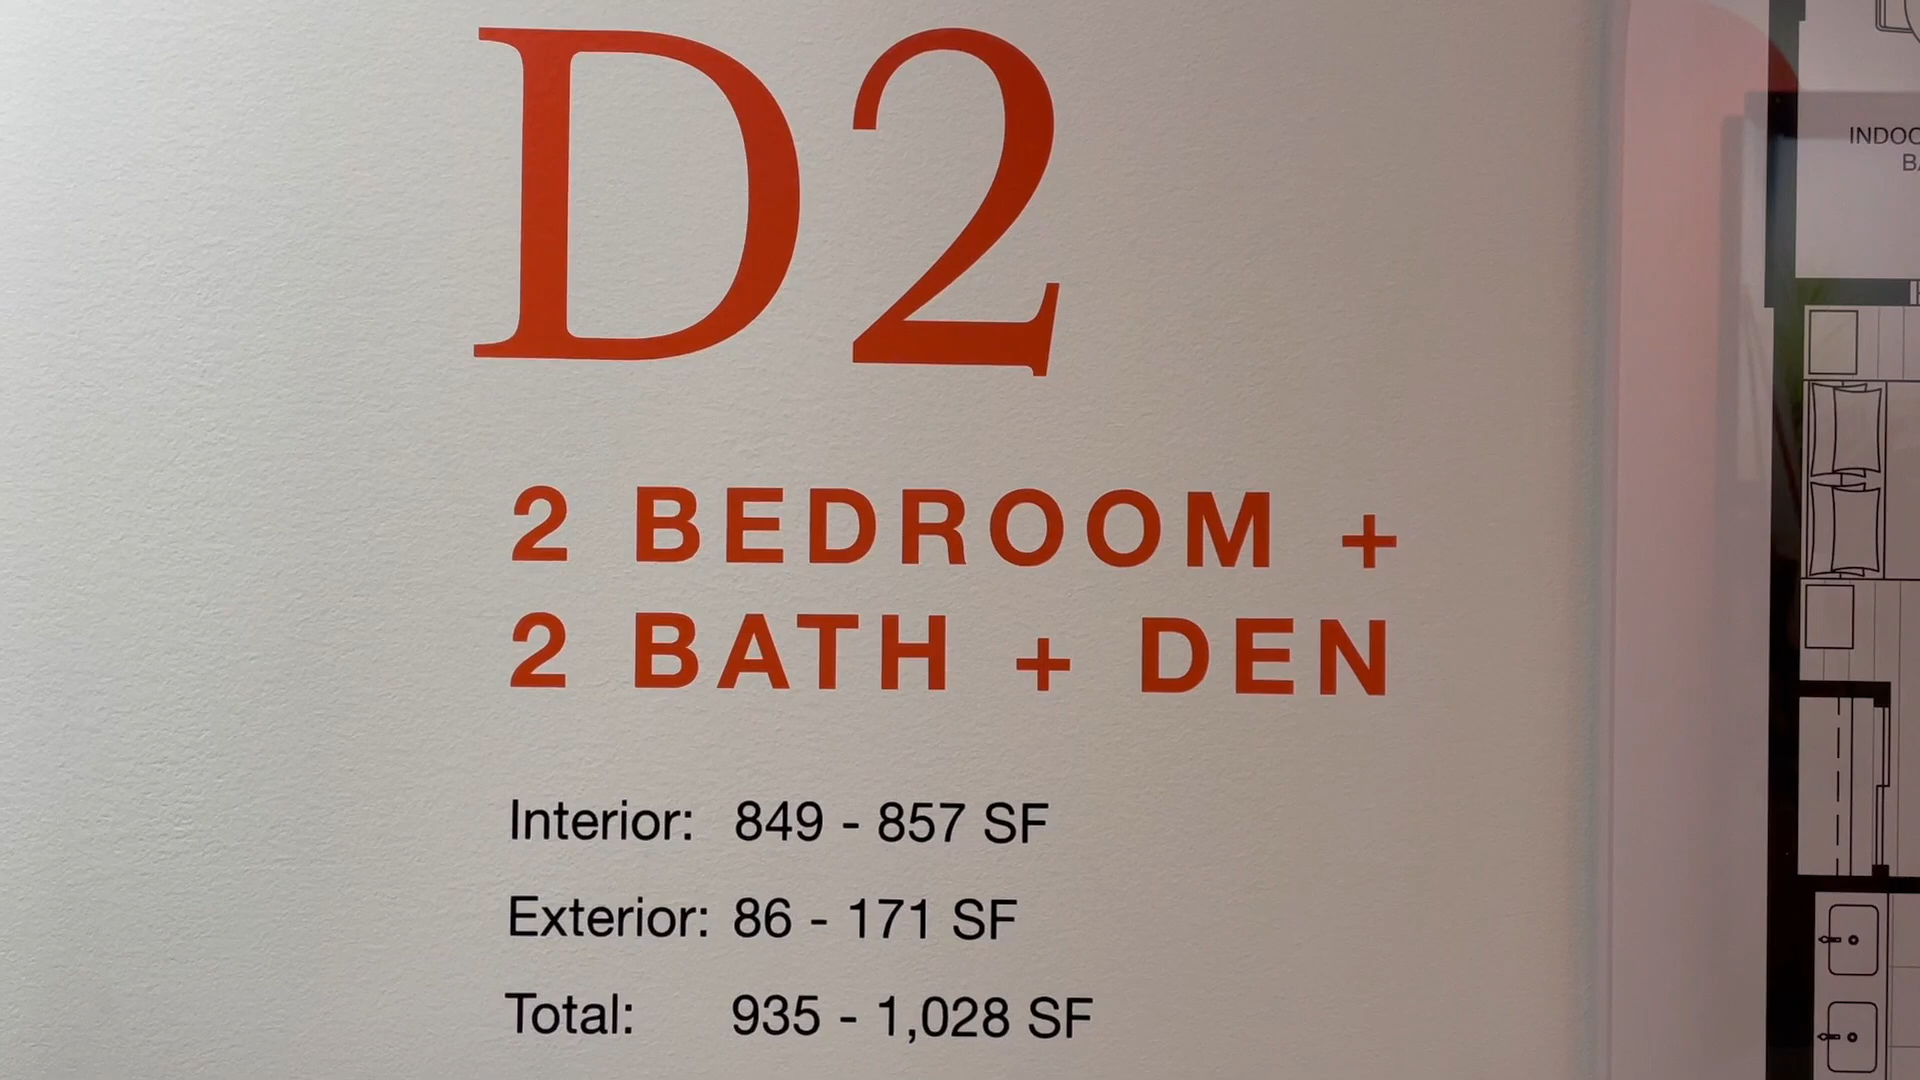 D2
2 BEDROOM +
2 BATH + DEN
Interior: 849 - 857 SF
Exterior: 86 - 171 SF
Total: 935 - 1,028 SF